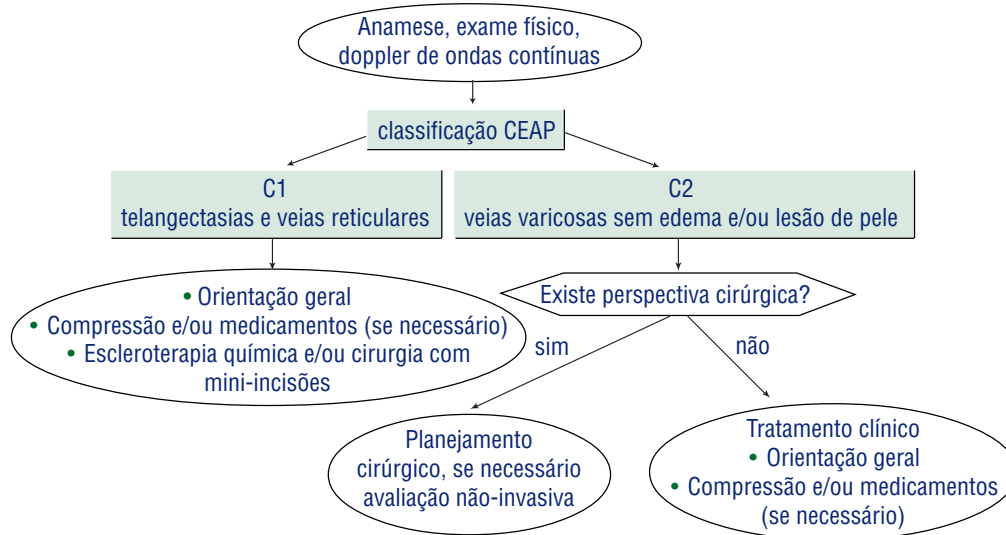 Anamese, exame físico,
doppler de ondas contínuas
classificação CEAP
C1
telangectasias e veias reticulares
C2
veias varicosas sem edema e/ou lesão de pele
• Orientação geral
• Compressão e/ou medicamentos (se necessário)
• Escleroterapia química e/ou cirurgia com
mini-incisões
Existe perspectiva cirúrgica?
sim
não
Planejamento
cirúrgico, se necessário
avaliação não-invasiva
Tratamento clínico
• Orientação geral
• Compressão e/ou medicamentos
(se necessário)